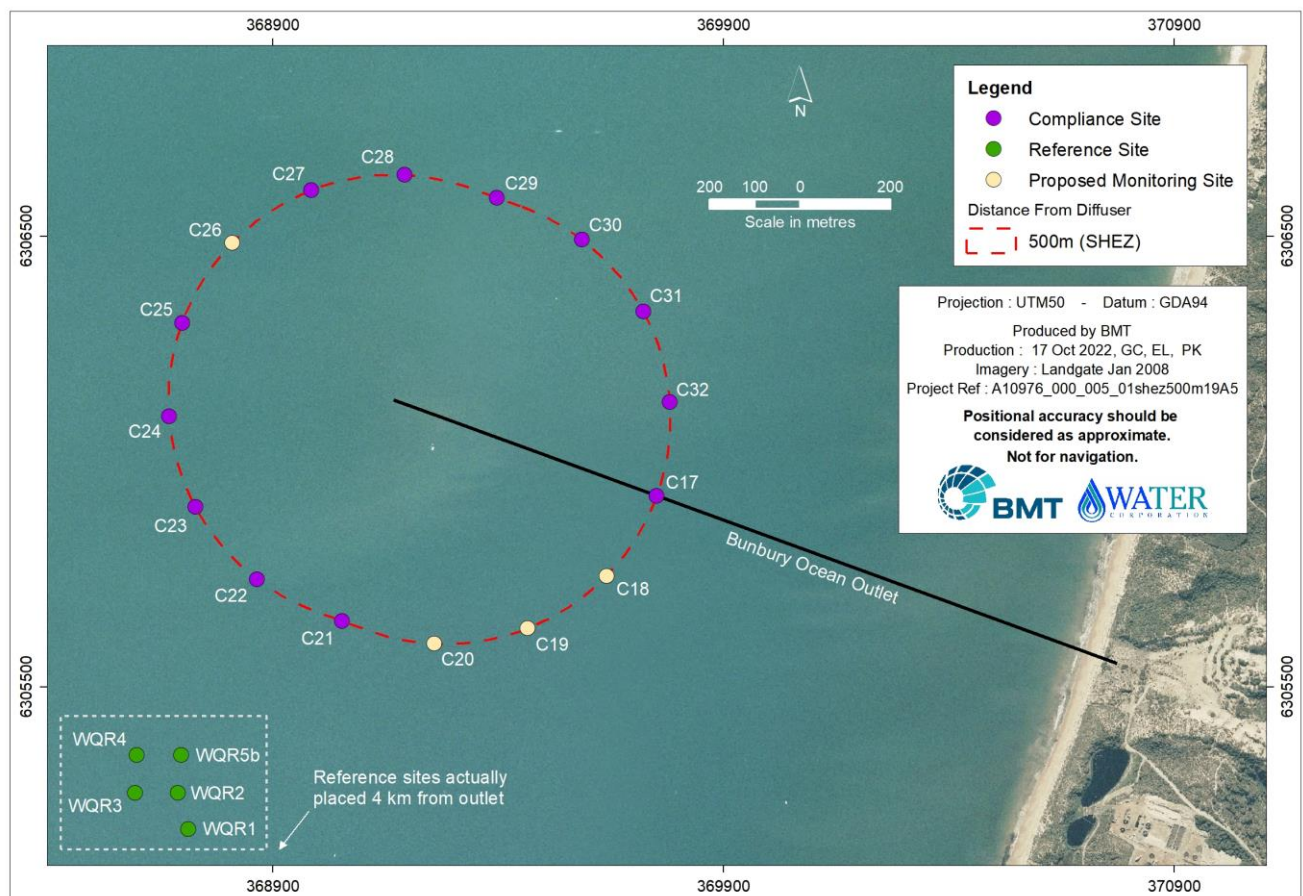 368900
369900
370900
6306500
6305500
6306500
6305500
368900
369900
370900
N
200 100 0 200
Scale in metres
Legend
Compliance Site
Reference Site
Proposed Monitoring Site
Distance From Diffuser
500m (SHEZ)
Projection : UTM50 - Datum : GDA94
Produced by BMT
Production : 17 Oct 2022, GC, EL, PK
Imagery : Landgate Jan 2008
Project Ref : A10976_000_005_01shez500m19A5
Positional accuracy should be
considered as approximate.
Not for navigation.
BMT
WATER
CORPORATION
C28
C27
C29
C26
C30
C25
C31
C24
C32
C23
C17
C22
C18
C21
C20
C19
Bunbury Ocean Outlet
WQR4
WQR5b
WQR3
WQR2
WQR1
Reference sites actually
placed 4 km from outlet